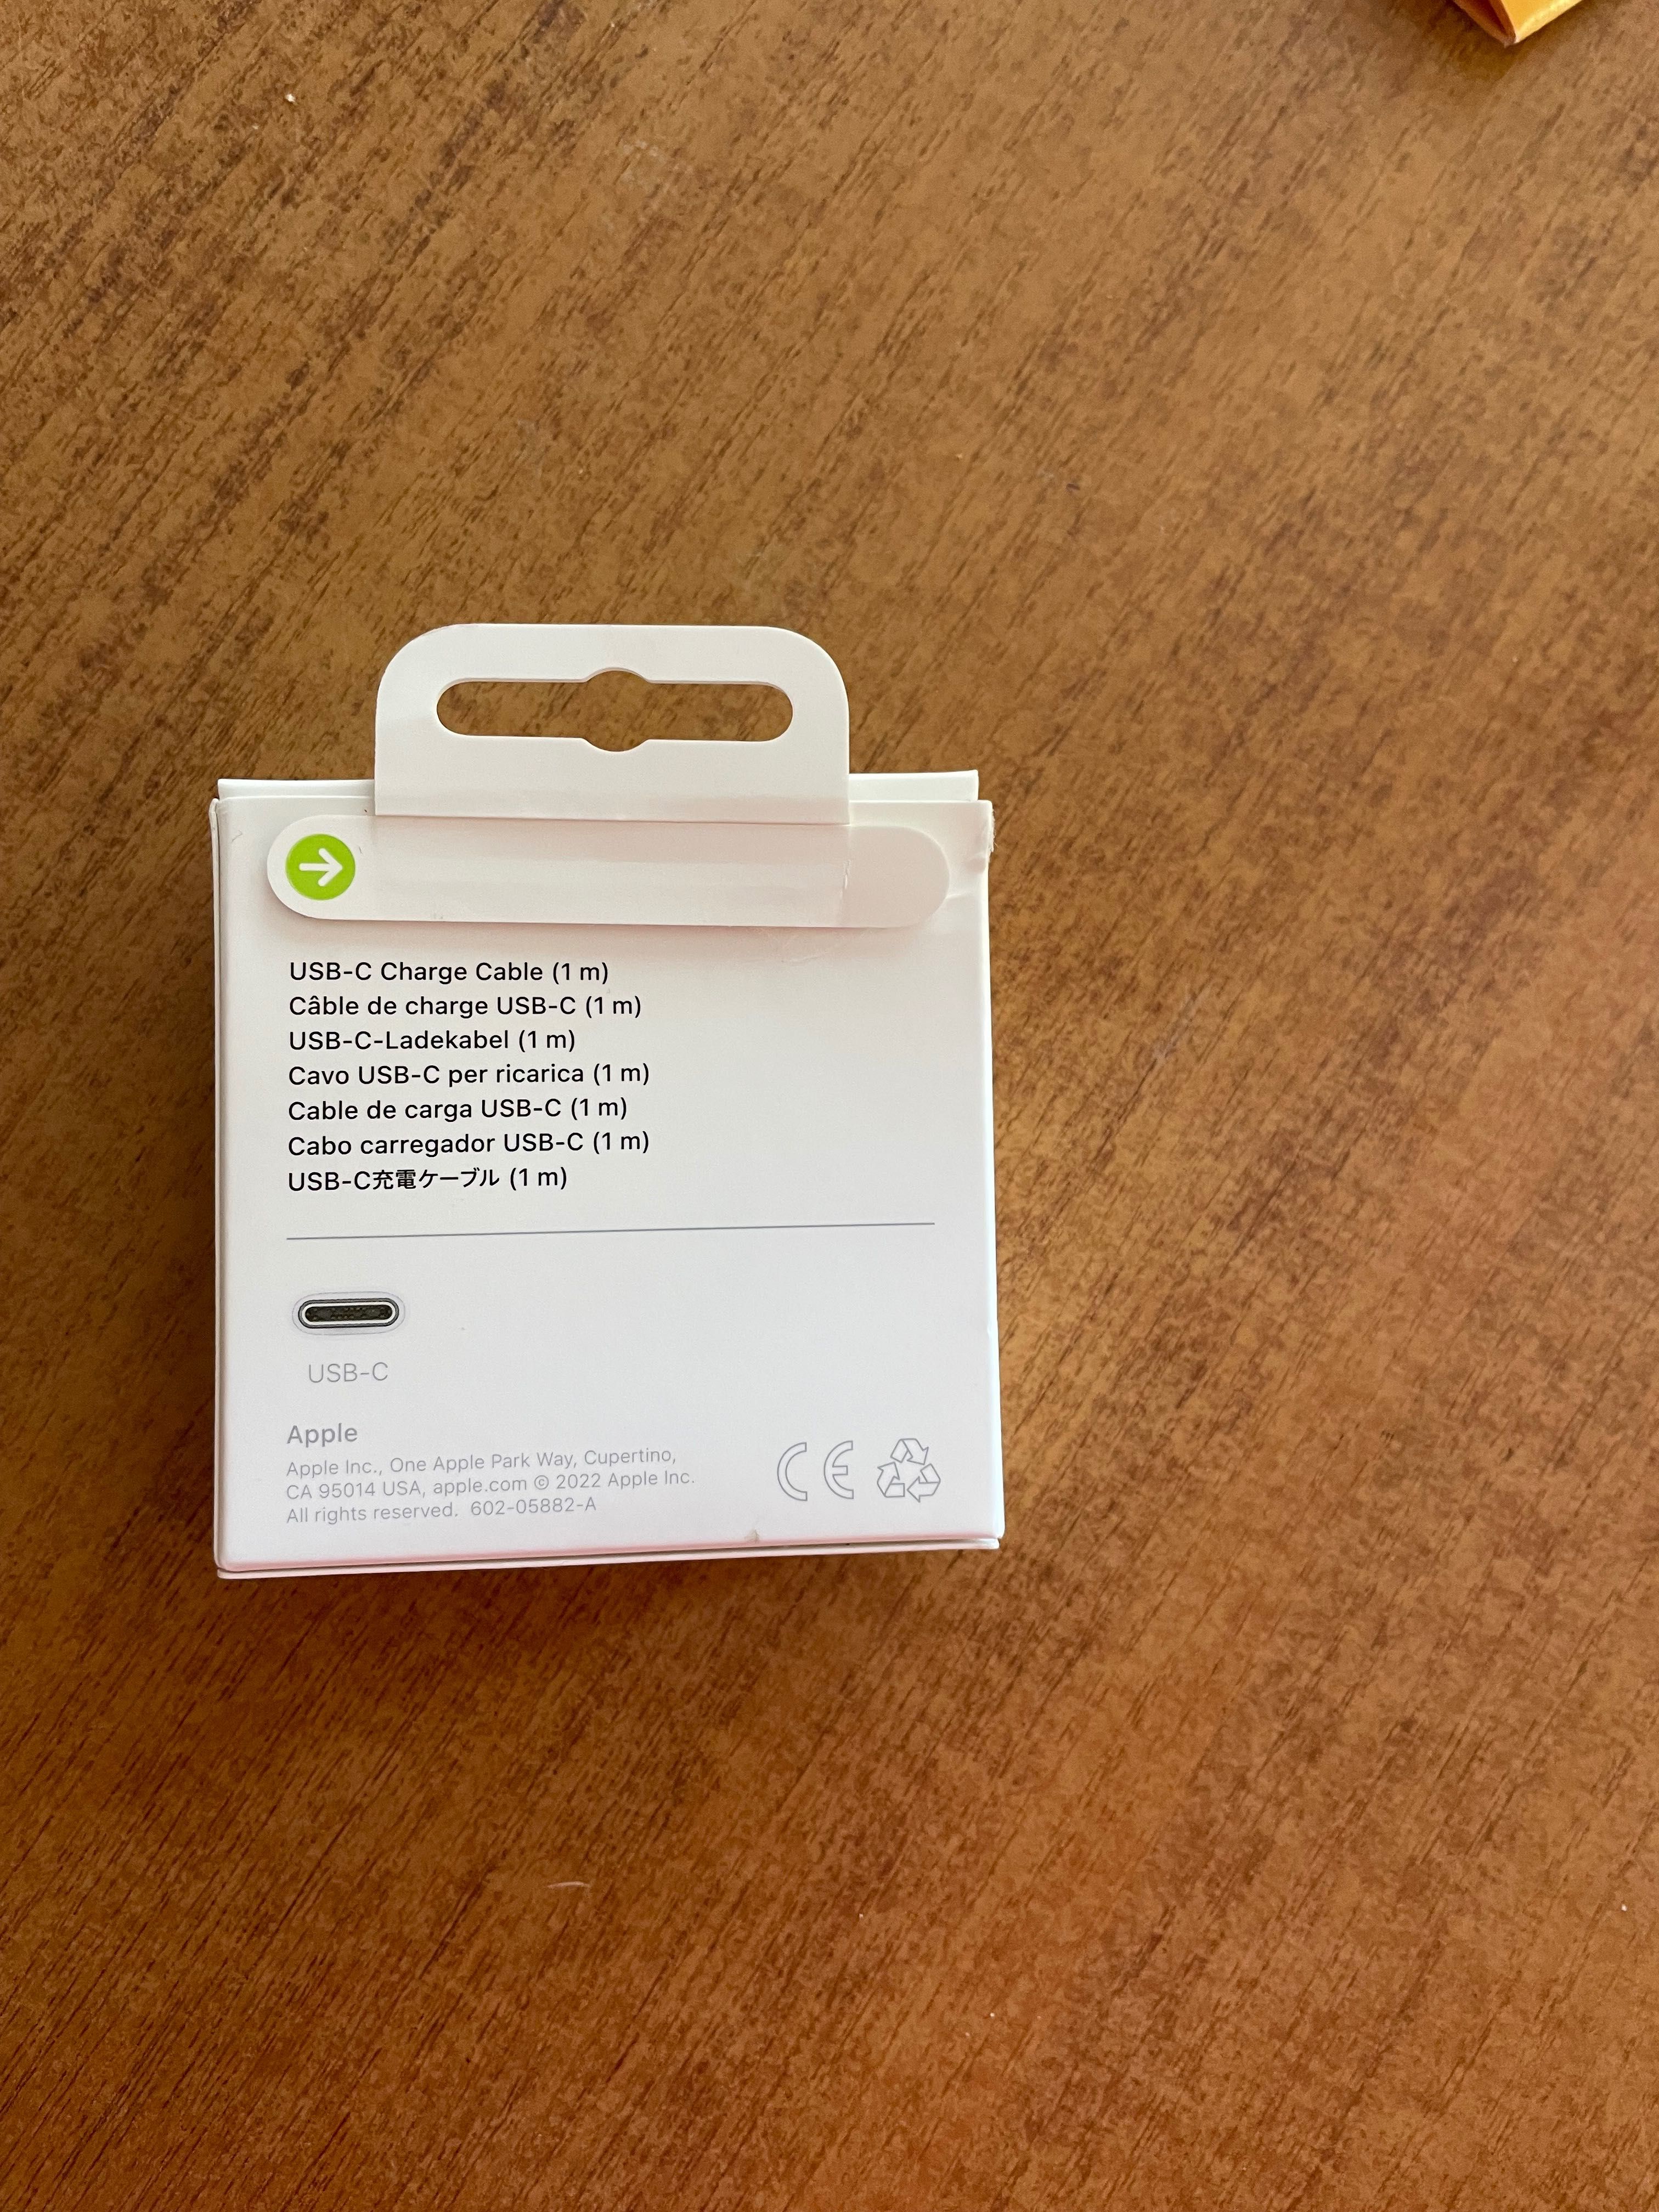 USB-C Charge Cable (1 m)
Câble de charge USB-C (1 m)
USB-C-Ladekabel (1 m)
Cavo USB-C per ricarica (1 m)
Cable de carga USB-C (1 m)
Cabo carregador USB-C (1 m)
USB-C充電ケーブル (1 m)
USB-C
Apple
Apple Inc., One Apple Park Way, Cupertino,
CA 95014 USA, apple.com © 2022 Apple Inc.
All rights reserved. 602-05882-A
CE